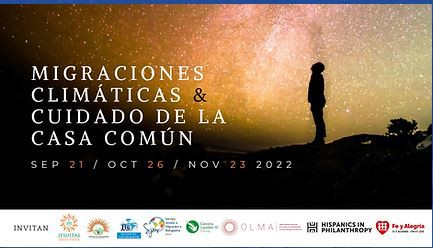 MIGRACIONES
CLIMÁTICAS &
CUIDADO DE LA
CASA COMÚN
SEP 21 / OCT 26 / NOV 23 2022
INVITAN
JESUITAS
OLMA
HISPANICS IN
PHILANTHROPY
Fe y Alegría